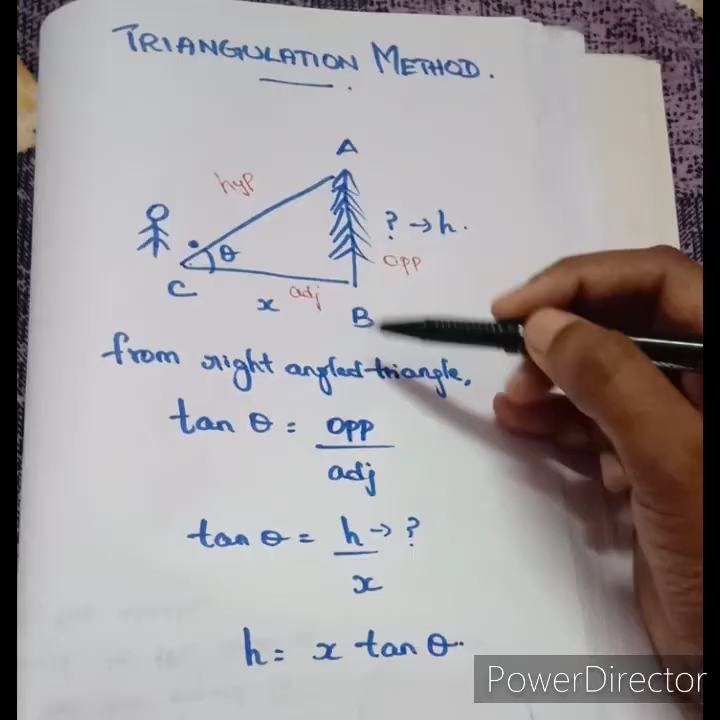 TRIANGULATION METHOD.
A
hyp
? → h.
θ
opp
C
adj
x
B
from right angled triangle,
tan θ = opp
adj
tan θ = h → ?
x
h = x tan θ.
PowerDirector